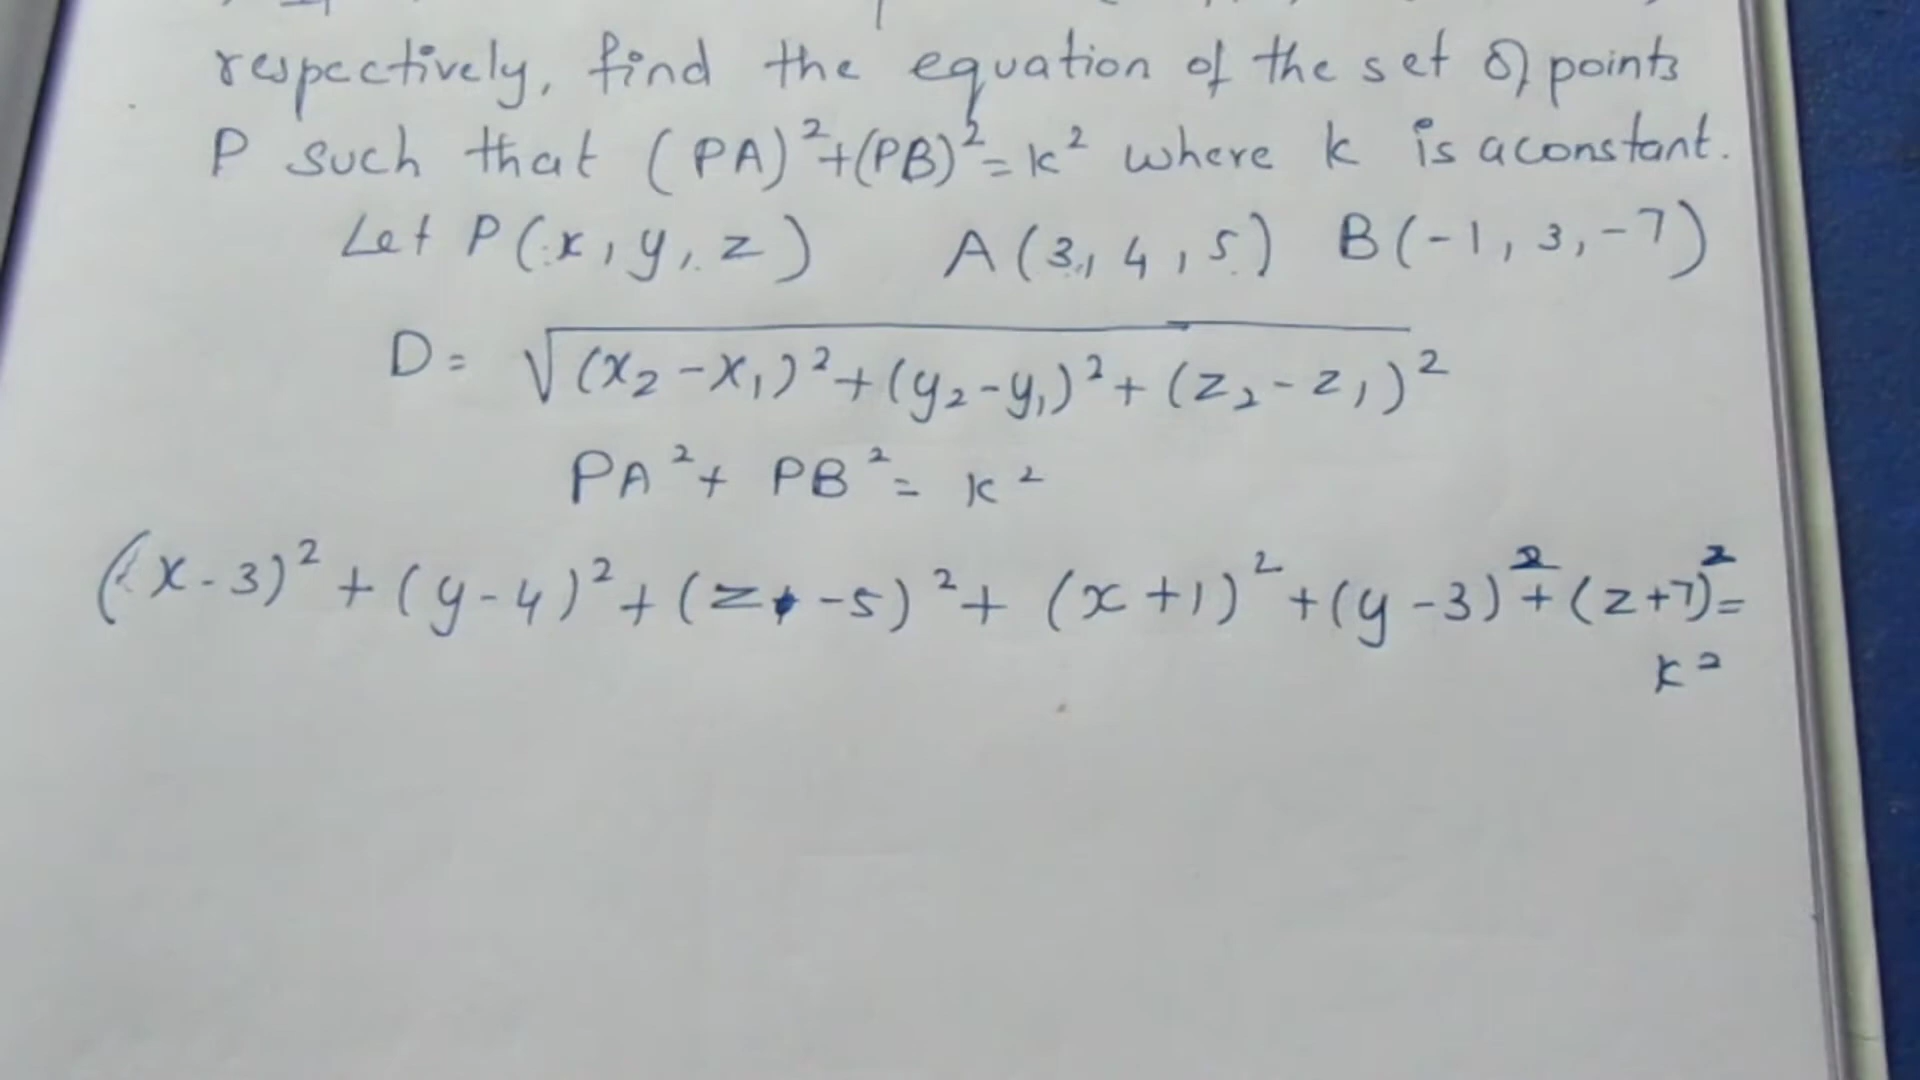 respectively, find the equation of the set of points
P such that (PA)²+(PB)²=k² where k is a constant.
Let P(x, y, z) A(3, 4, 5) B(-1, 3, -7)
D = √(x₂-x₁)²+(y₂-y₁)²+(z₂-z₁)²
PA²+ PB²= k²
(x-3)²+(y-4)²+(z-5)²+(x+1)²+(y-3)²+(z+7)²=
k²